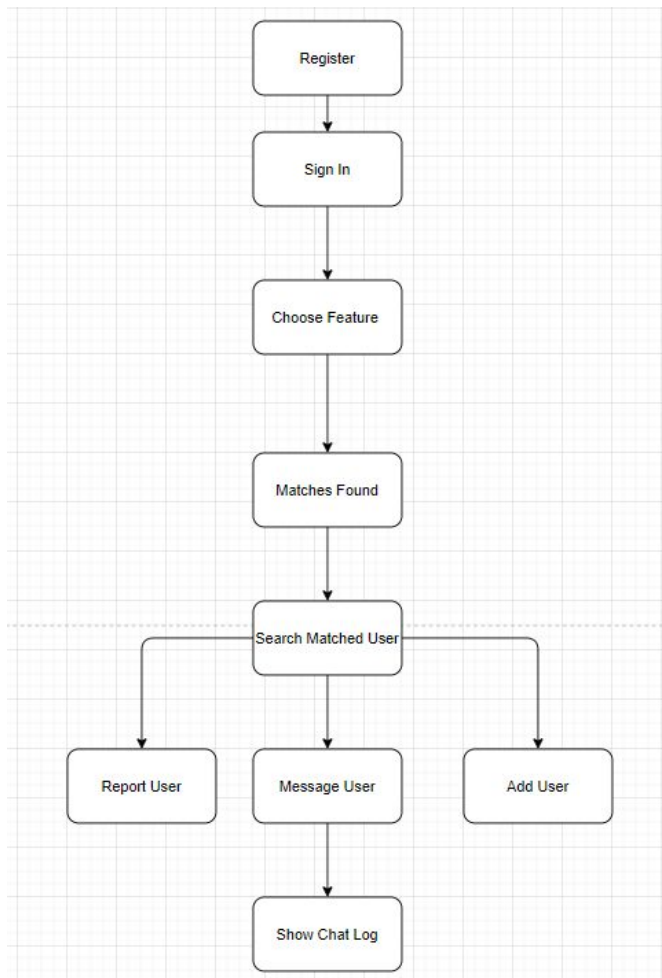 Register
Sign In
Choose Feature
Matches Found
Search Matched User
Report User
Message User
Add User
Show Chat Log